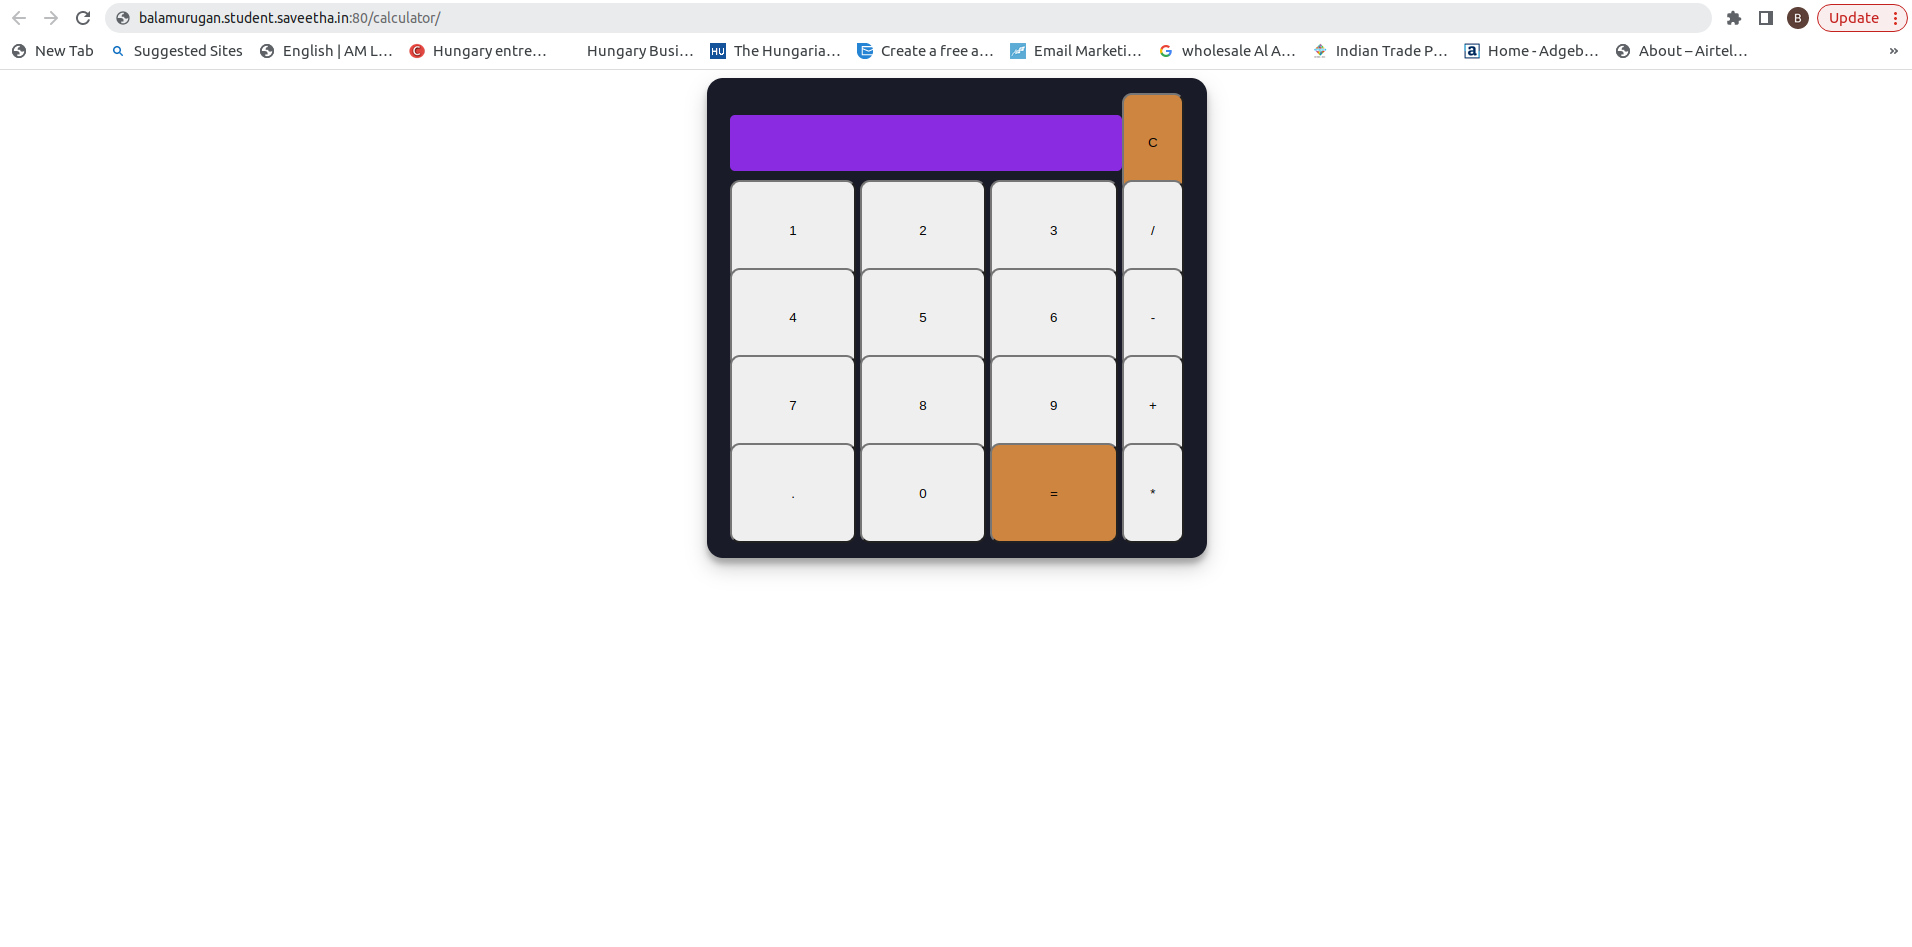 balamurugan.student.saveetha.in:80/calculator/
B
Update
New Tab
Suggested Sites
English | AM L...
C
Hungary entre...
Hungary Busi...
HU
The Hungaria...
Create a free a...
Email Marketi...
G
wholesale Al A...
Indian Trade P...
a
Home - Adgeb...
About – Airtel...
»
C
1 2 3 /
4 5 6 -
7 8 9 +
. 0 = *